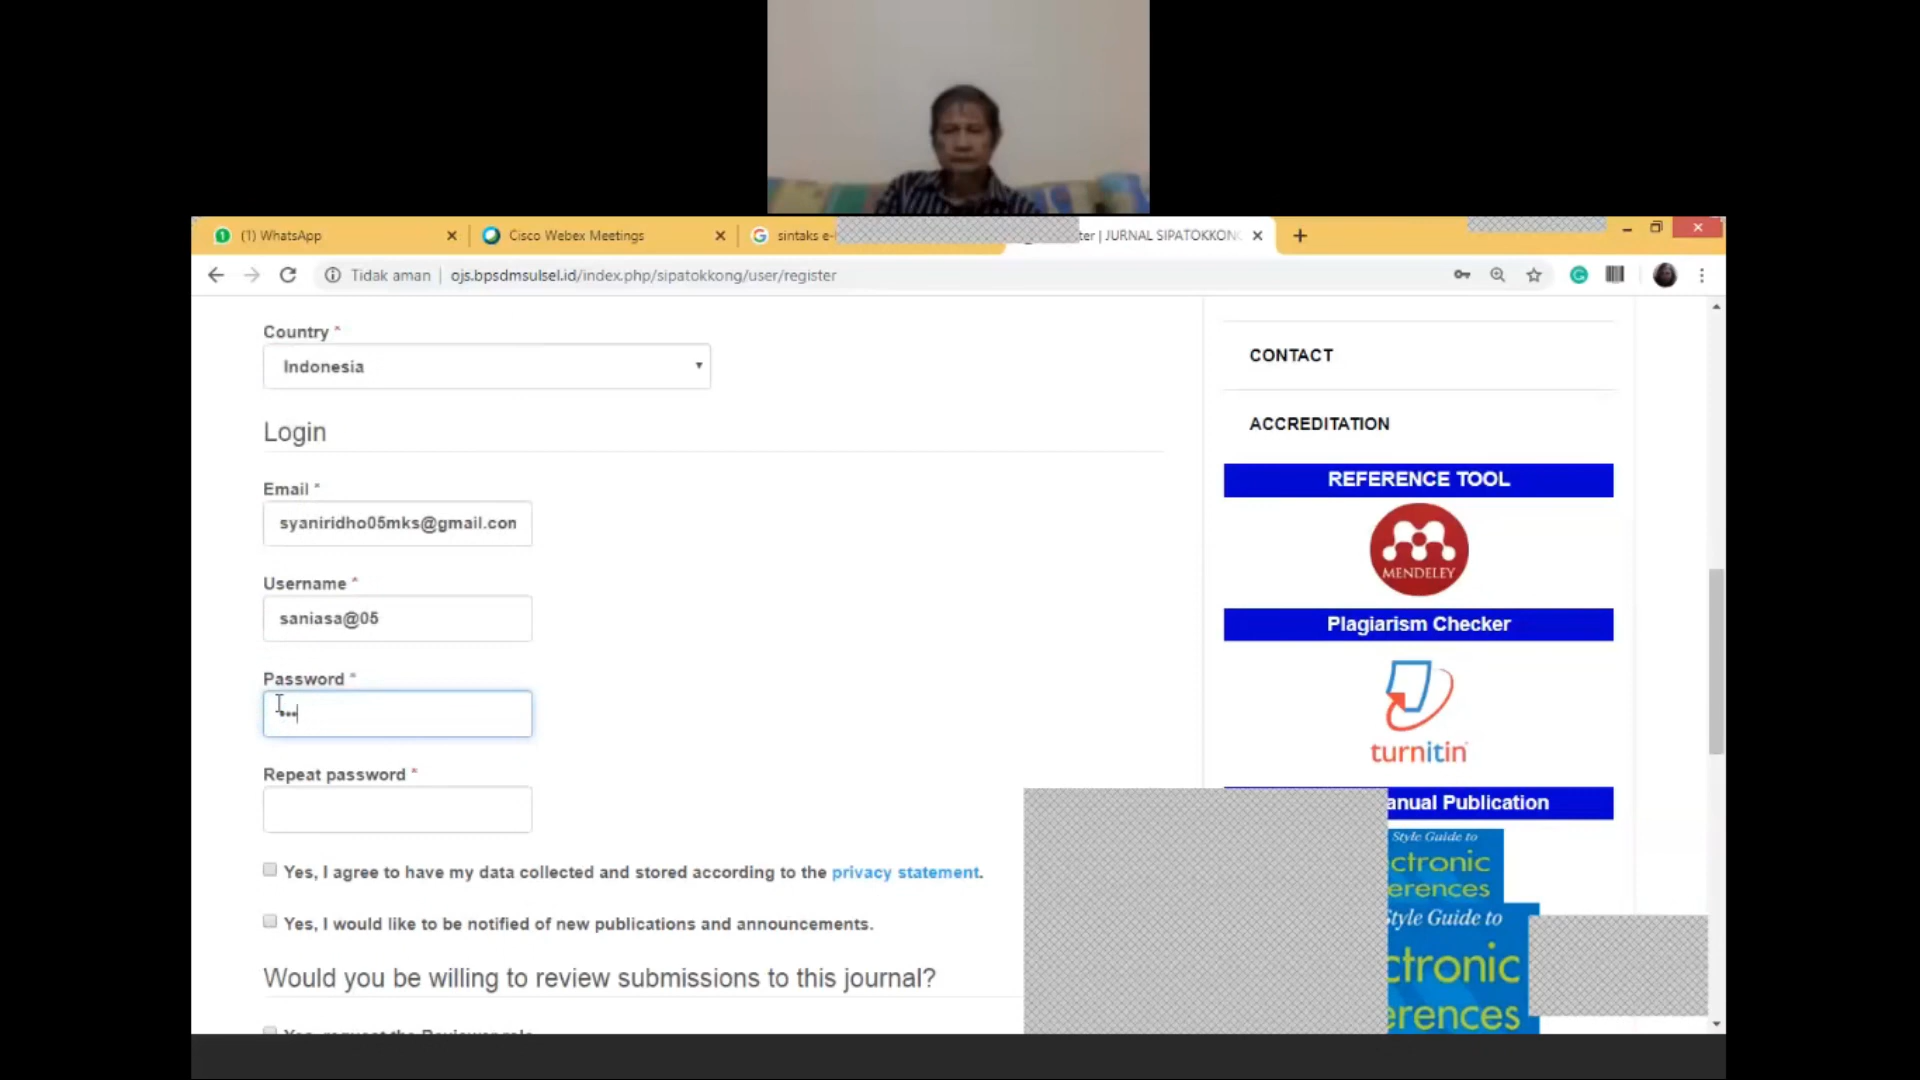 (1) WhatsApp
Cisco Webex Meetings
sintaks e-
ter | JURNAL SIPATOKKONG
Tidak aman
ojs.bpsdmsulsel.id/index.php/sipatokkong/user/register
Country *
Indonesia
Login
Email *
syaniridho05mks@gmail.con
Username *
saniasa@05
Password *
Repeat password *
Yes, I agree to have my data collected and stored according to the privacy statement.
Yes, I would like to be notified of new publications and announcements.
Would you be willing to review submissions to this journal?
CONTACT
ACCREDITATION
REFERENCE TOOL
MENDELEY
Plagiarism Checker
turnitin
anual Publication
Style Guide to
ctronic
erences
Style Guide to
ctronic
erences